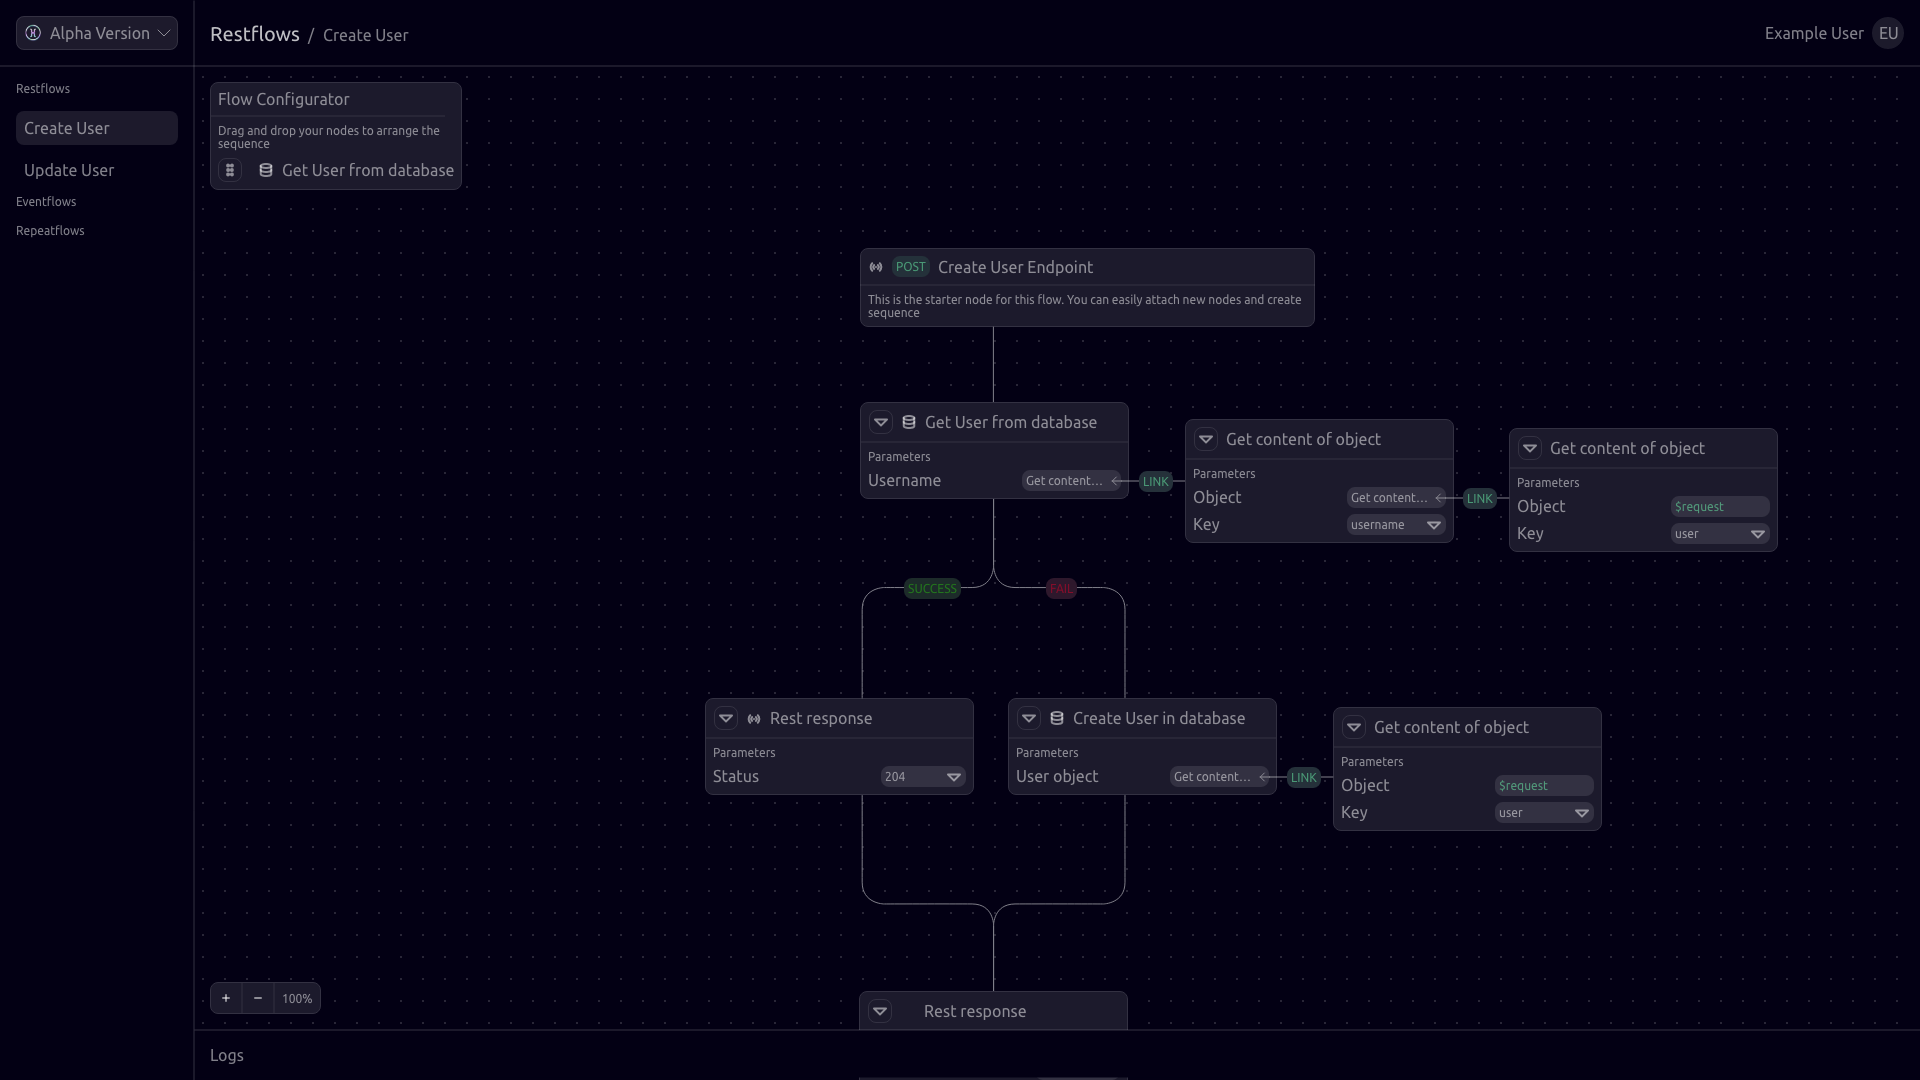 Alpha Version
Restflows / Create User
Example User EU
Restflows
Create User
Update User
Eventflows
Repeatflows
Flow Configurator
Drag and drop your nodes to arrange the
sequence
Get User from database
POST Create User Endpoint
This is the starter node for this flow. You can easily attach new nodes and create
sequence
Get User from database
Parameters
Username Get content...
LINK
Get content of object
Parameters
Object Get content...
Key username
LINK
Get content of object
Parameters
Object $request
Key user
SUCCESS
FAIL
Rest response
Parameters
Status 204
Create User in database
Parameters
User object Get content...
LINK
Get content of object
Parameters
Object $request
Key user
Rest response
+ − 100%
Logs